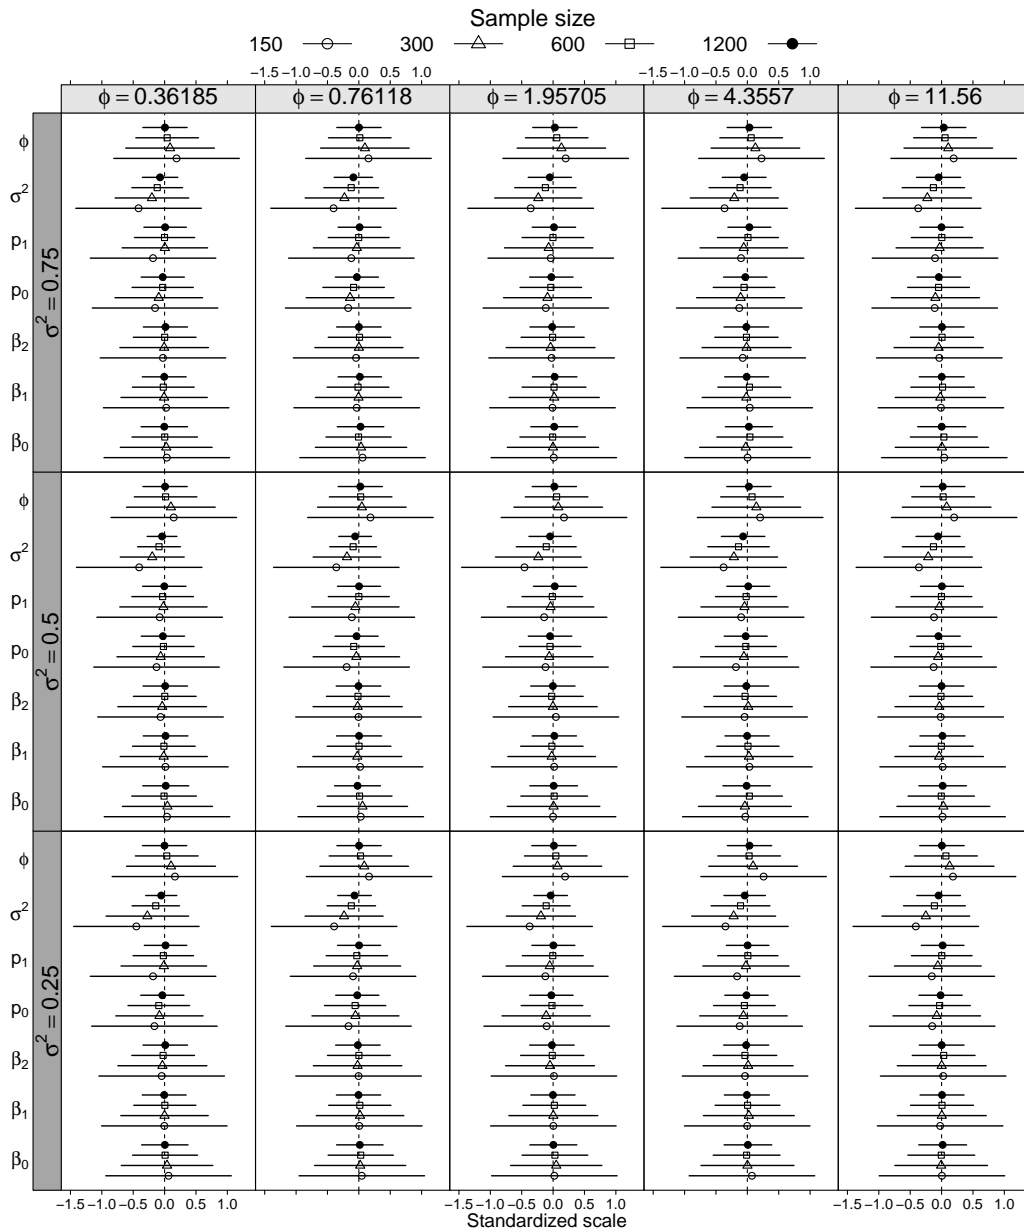 Sample size
150 300 600 1200
−1.5 −1.0 −0.5 0.0 0.5 1.0 −1.5 −1.0 −0.5 0.0 0.5 1.0
ϕ = 0.36185 ϕ = 0.76118 ϕ = 1.95705 ϕ = 4.3557 ϕ = 11.56
σ² = 0.75
ϕ
σ²
p₁
p₀
β₂
β₁
β₀
σ² = 0.5
ϕ
σ²
p₁
p₀
β₂
β₁
β₀
σ² = 0.25
ϕ
σ²
p₁
p₀
β₂
β₁
β₀
−1.5 −1.0 −0.5 0.0 0.5 1.0 −1.5 −1.0 −0.5 0.0 0.5 1.0 −1.5 −1.0 −0.5 0.0 0.5 1.0
Standardized scale